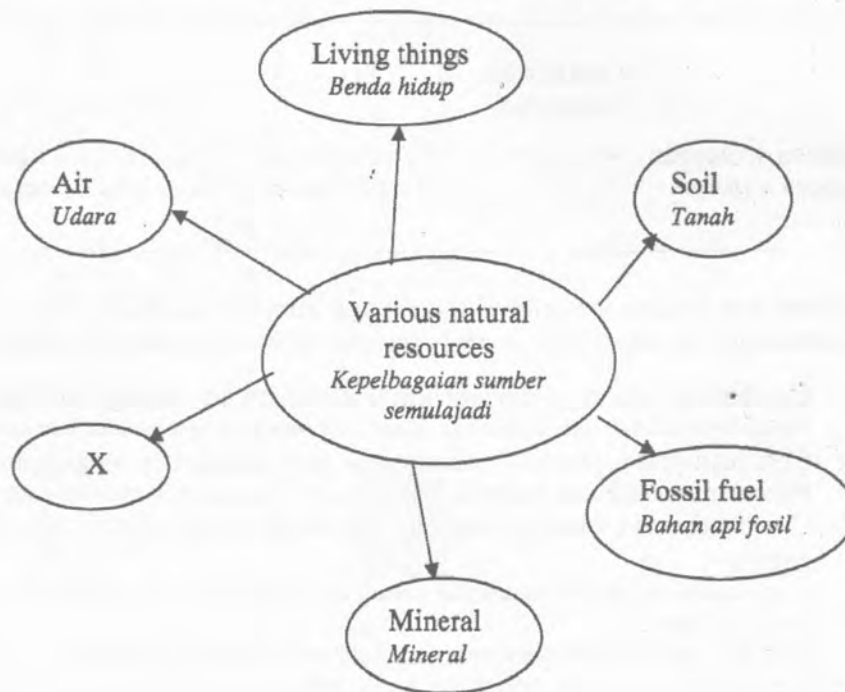 Living things
Benda hidup
Air
Udara
Soil
Tanah
Various natural
resources
Kepelbagaian sumber
semulajadi
X
Fossil fuel
Bahan api fosil
Mineral
Mineral